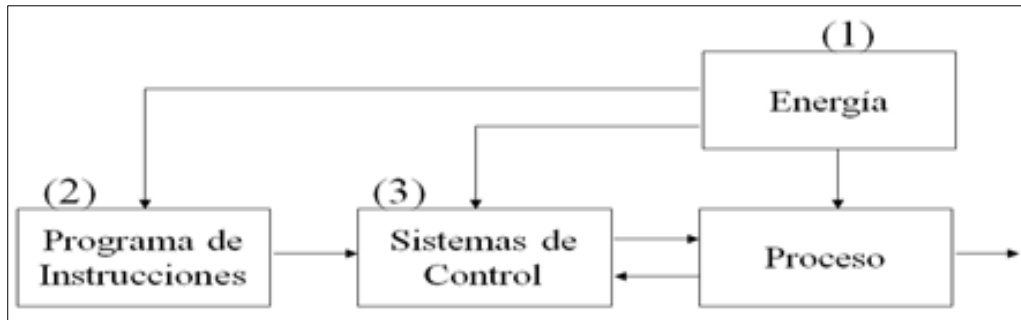 (1)
Energía
(2)
Programa de
Instrucciones
(3)
Sistemas de
Control
Proceso